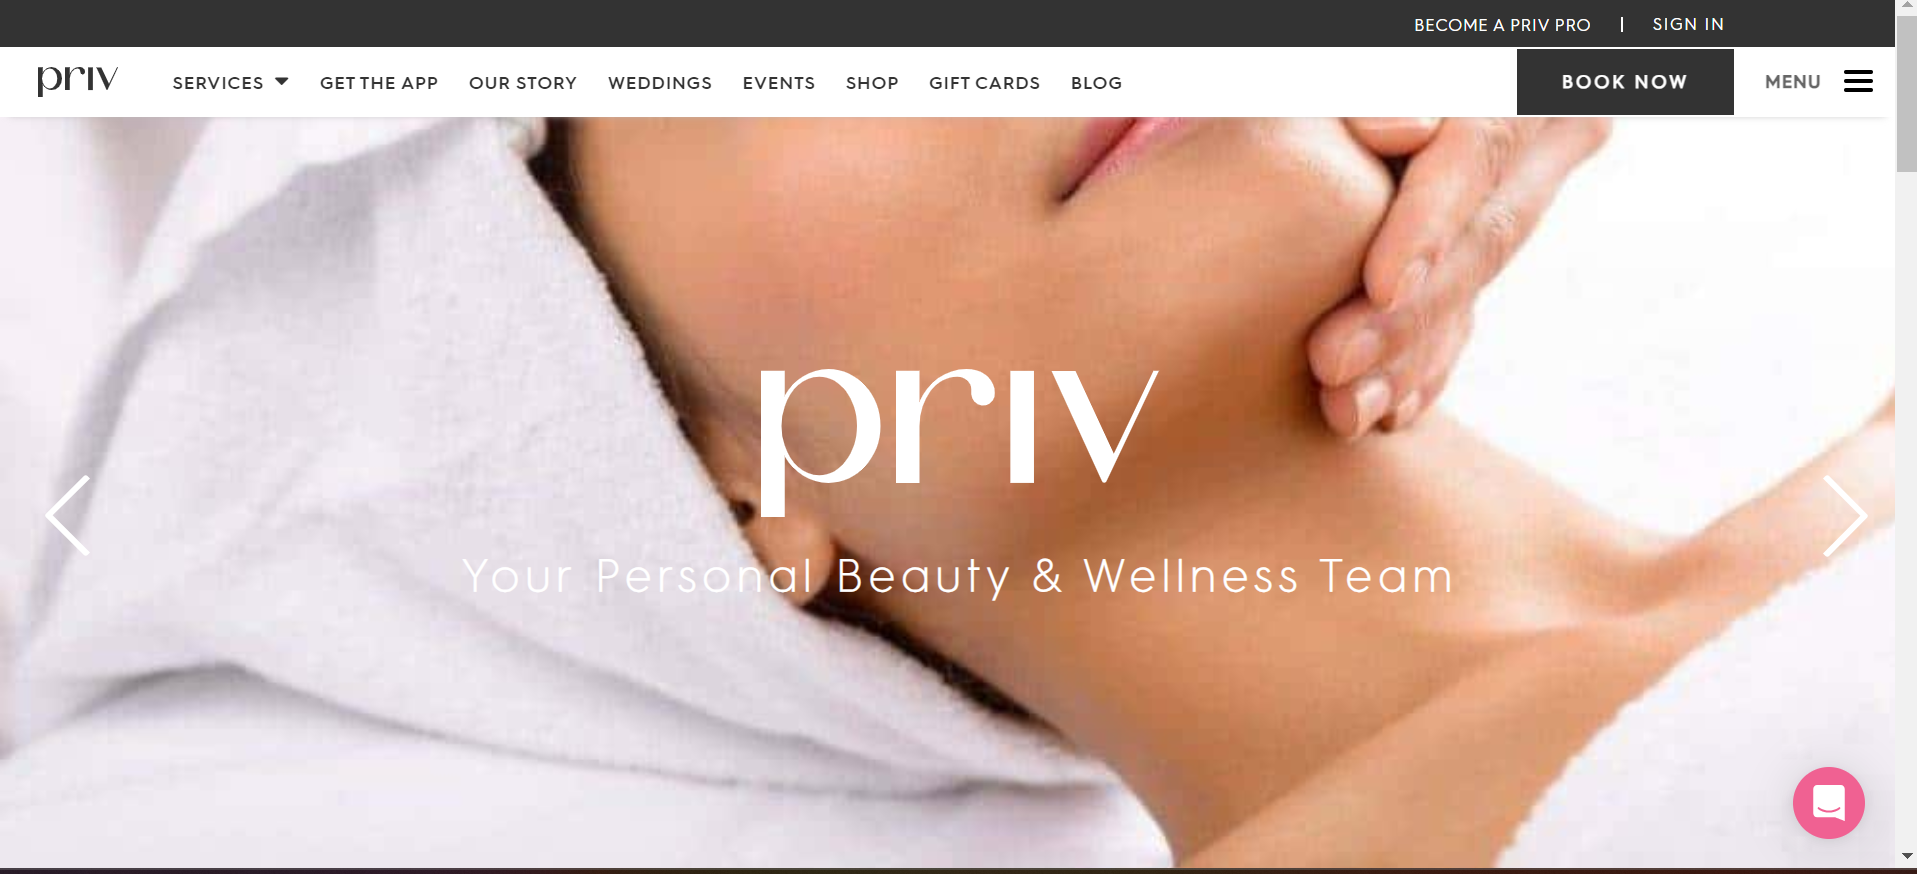 BECOME A PRIV PRO | SIGN IN
priv SERVICES GET THE APP OUR STORY WEDDINGS EVENTS SHOP GIFT CARDS BLOG BOOK NOW MENU
priv
Your Personal Beauty & Wellness Team